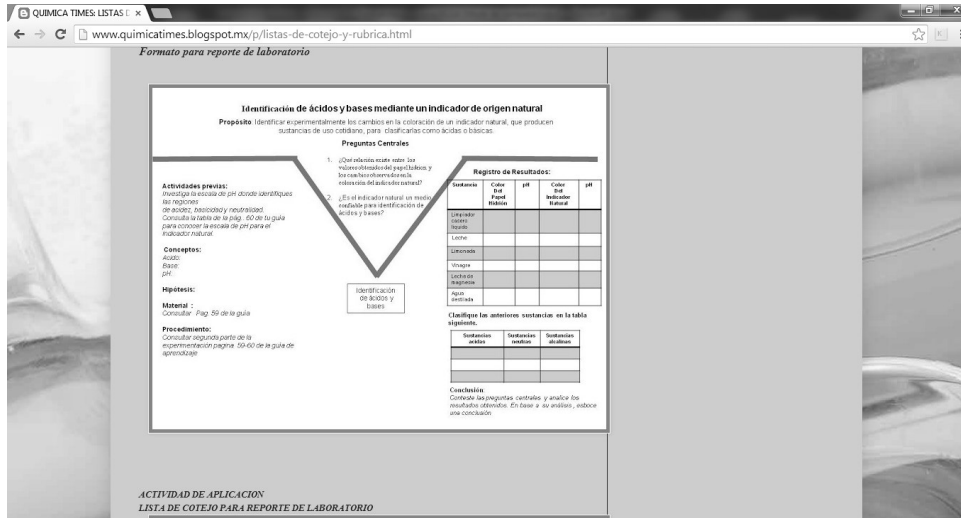 QUIMICA TIMES: LISTAS D
www.quimicatimes.blogspot.mx/p/listas-de-cotejo-y-rubrica.html
Formato para reporte de laboratorio
Identificación de ácidos y bases mediante un indicador de origen natural
Propósito: Identificar experimentalmente los cambios en la coloración de un indicador natural, que producen
sustancias de uso cotidiano, para clasificarlas como ácidas o básicas
Preguntas Centrales
1. ¿Qué relación existe entre los
valores obtenidos del papel hidrion, y
los cambios observados en la
coloración del indicador natural?
2. ¿Es el indicador natural un medio
confiable para identificación de
ácidos y bases?
Actividades previas:
Investiga la escala de pH donde identifiques
las regiones
de acidez, basicidad y neutralidad.
Consulta la tabla de la pág. 60 de tu guía
para conocer la escala de pH para el
indicador natural.
Conceptos:
Acido:
Base:
pH:
Hipótesis:
Material :
Consultar Pag. 59 de la guía
Procedimiento:
Consultar segunda parte de la
experimentación pagina 59-60 de la guía de
aprendizaje
Identificación
de ácidos y
bases
Registro de Resultados:
Sustancia Color Del Papel Hidrión pH Color Del Indicador Natural pH
Limpiador casero líquido
Leche
Limonada
Vinagre
Leche de magnesia
Agua destilada
Clasifique las anteriores sustancias en la tabla
siguiente.
Sustancias acidas Sustancias neutras Sustancias alcalinas
Conclusión:
Conteste las preguntas centrales y analice los
resultados obtenidos. En base a su análisis, esboce
una conclusión
ACTIVIDAD DE APLICACION
LISTA DE COTEJO PARA REPORTE DE LABORATORIO